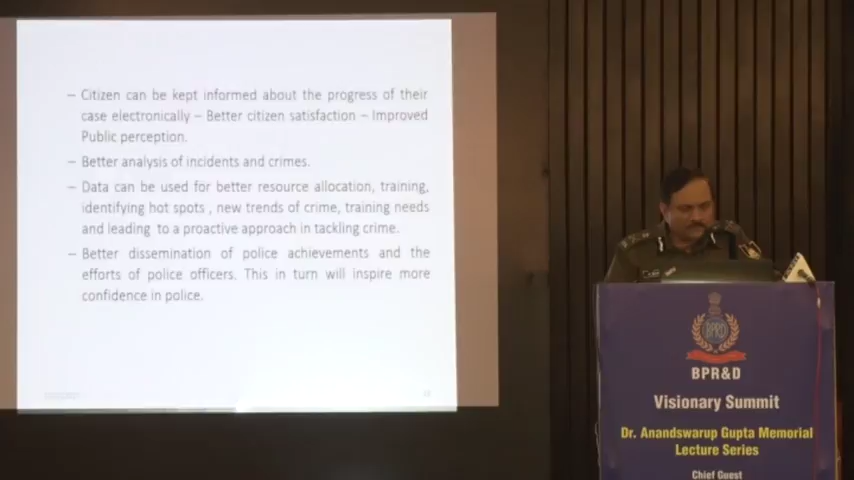 – Citizen can be kept informed about the progress of their
case electronically – Better citizen satisfaction – Improved
Public perception.
– Better analysis of incidents and crimes.
– Data can be used for better resource allocation, training,
identifying hot spots , new trends of crime, training needs
and leading to a proactive approach in tackling crime.
– Better dissemination of police achievements and the
efforts of police officers. This in turn will inspire more
confidence in police.
BPRD
BPR&D
Visionary Summit
Dr. Anandswarup Gupta Memorial
Lecture Series
Chief Guest